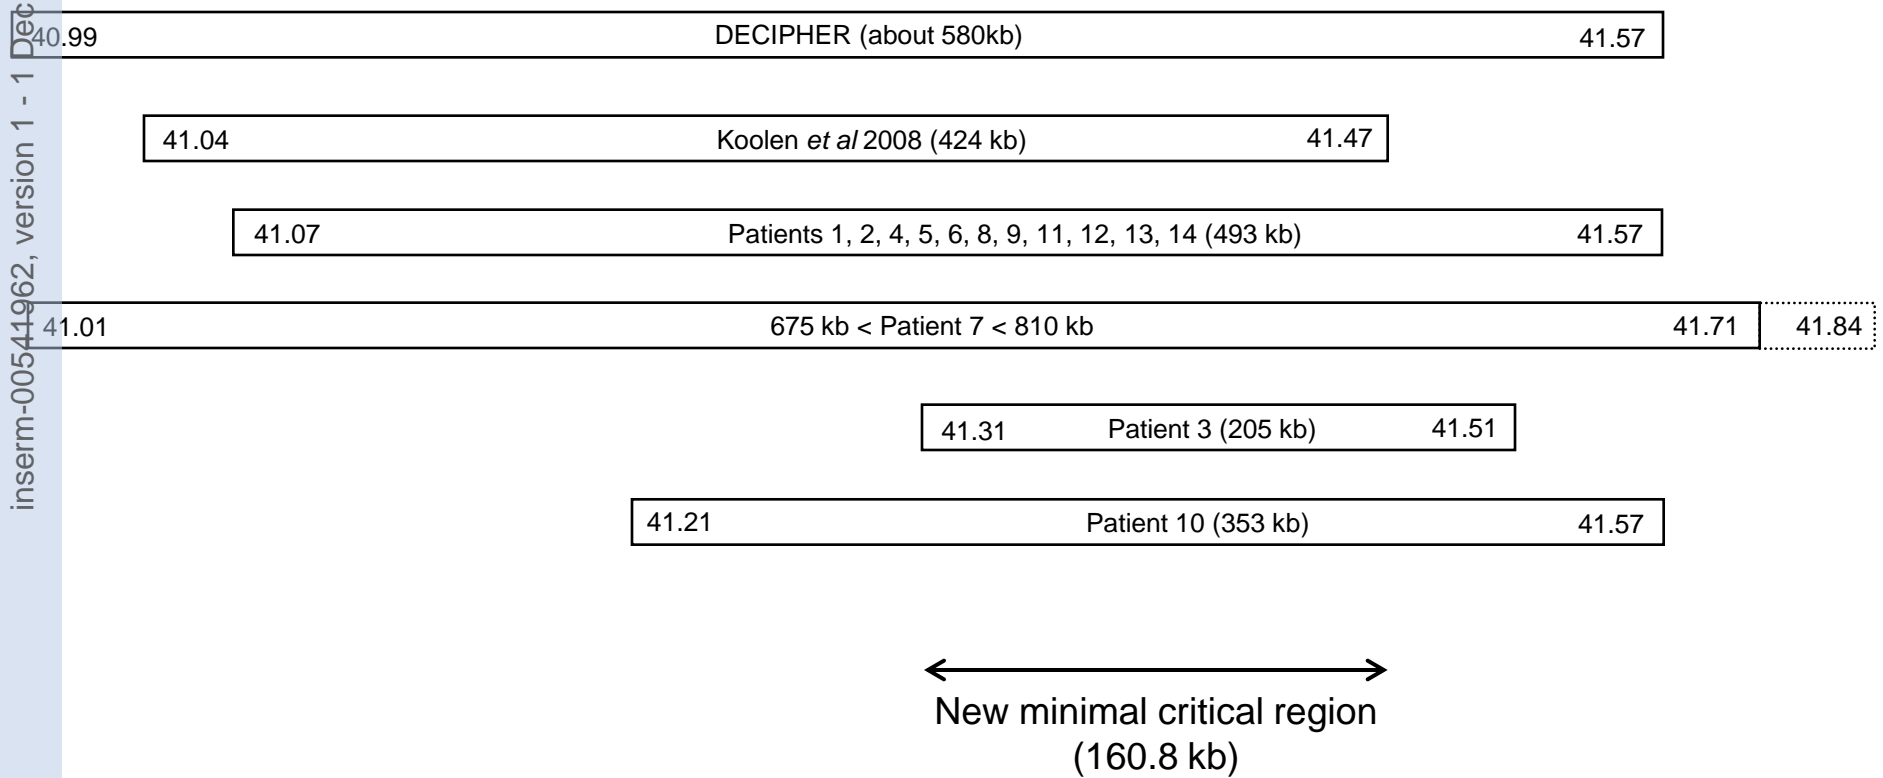 inserm-00541962, version 1 - 1 Dec
40.99 DECIPHER (about 580kb) 41.57
41.04 Koolen et al 2008 (424 kb) 41.47
41.07 Patients 1, 2, 4, 5, 6, 8, 9, 11, 12, 13, 14 (493 kb) 41.57
41.01 675 kb < Patient 7 < 810 kb 41.71 41.84
41.31 Patient 3 (205 kb) 41.51
41.21 Patient 10 (353 kb) 41.57
New minimal critical region
(160.8 kb)